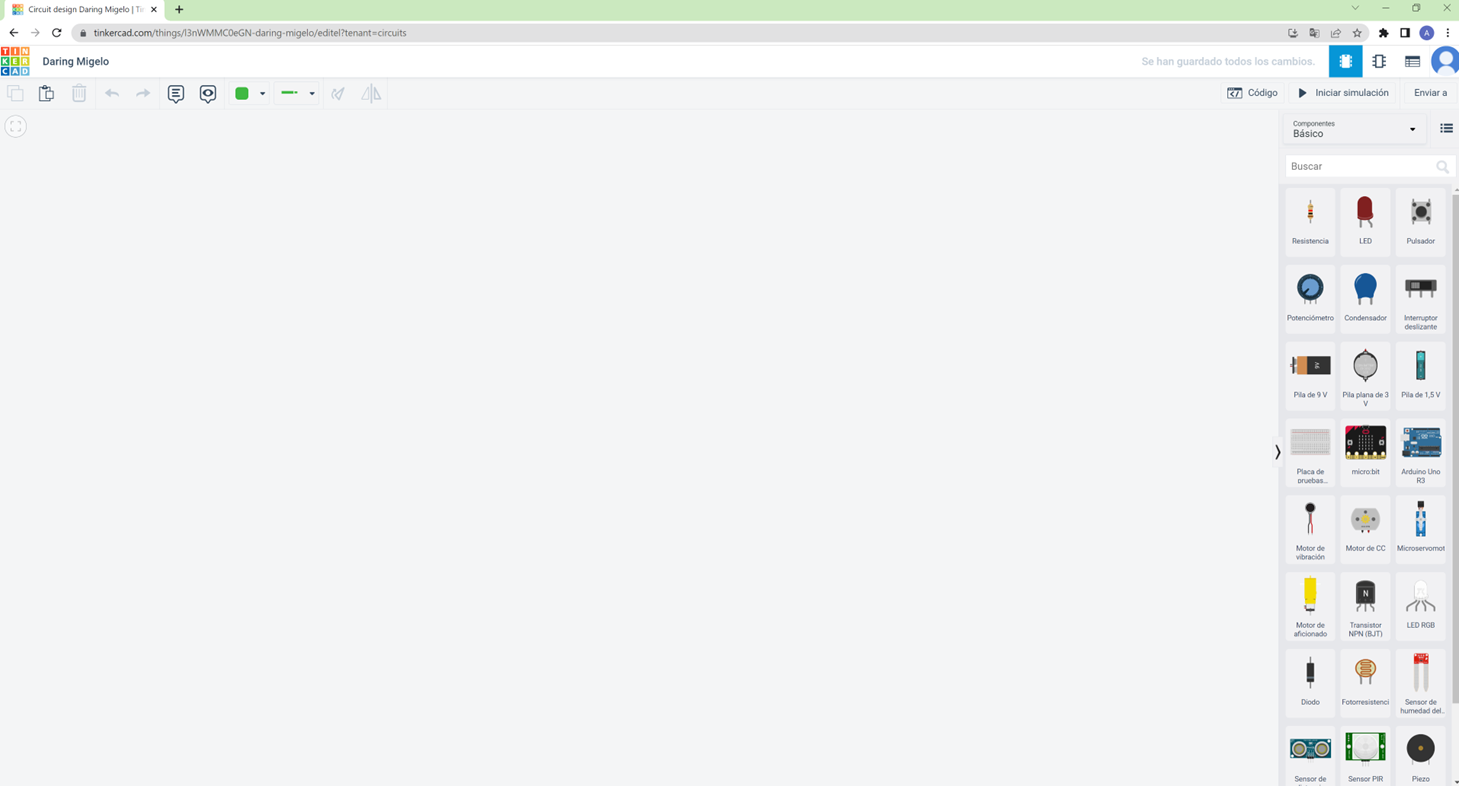 Circuit design Daring Migelo | Tin
tinkercad.com/things/l3nWMMC0eGN-daring-migelo/editel?tenant=circuits
A
TIN
KER
CAD
Daring Migelo
Se han guardado todos los cambios.
Código
Iniciar simulación
Enviar a
Componentes
Básico
Buscar
Resistencia
LED
Pulsador
Potenciómetro
Condensador
Interruptor
deslizante
9V
Pila de 9 V
Pila plana de 3
V
Pila de 1,5 V
Placa de
pruebas...
micro:bit
Arduino Uno
R3
Motor de
vibración
Motor de CC
Microservomot
N
Motor de
aficionado
Transistor
NPN (BJT)
LED RGB
Diodo
Fotorresistenci
Sensor de
humedad del...
Sensor de
Sensor PIR
Piezo